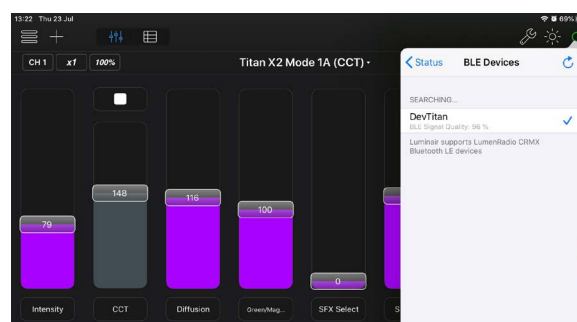 13:22 Thu 23 Jul
69%
CH 1 x1 100% Titan X2 Mode 1A (CCT)
Status BLE Devices
SEARCHING...
DevTitan
BLE Signal Quality: 96 %
Luminair supports LumenRadio CRMX
Bluetooth LE devices
148
116
100
79
0
Intensity CCT Diffusion Green/Mag... SFX Select S